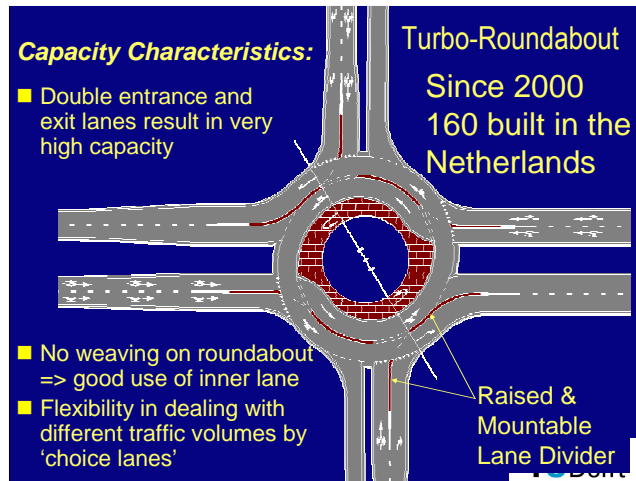 Capacity Characteristics:
Turbo-Roundabout
■ Double entrance and
exit lanes result in very
high capacity
Since 2000
160 built in the
Netherlands
■ No weaving on roundabout
=> good use of inner lane
■ Flexibility in dealing with
different traffic volumes by
‘choice lanes’
Raised &
Mountable
Lane Divider